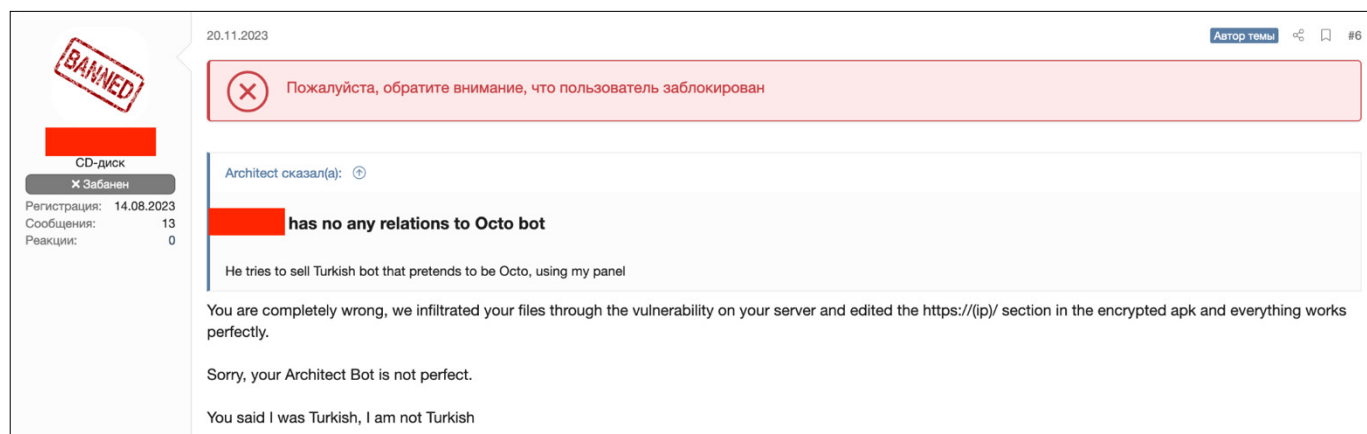 20.11.2023
Автор темы
#6
BANNED
Пожалуйста, обратите внимание, что пользователь заблокирован
CD-диск
× Забанен
Регистрация: 14.08.2023
Сообщения: 13
Реакции: 0
Architect сказал(а):
has no any relations to Octo bot
He tries to sell Turkish bot that pretends to be Octo, using my panel
You are completely wrong, we infiltrated your files through the vulnerability on your server and edited the https://(ip)/ section in the encrypted apk and everything works
perfectly.
Sorry, your Architect Bot is not perfect.
You said I was Turkish, I am not Turkish